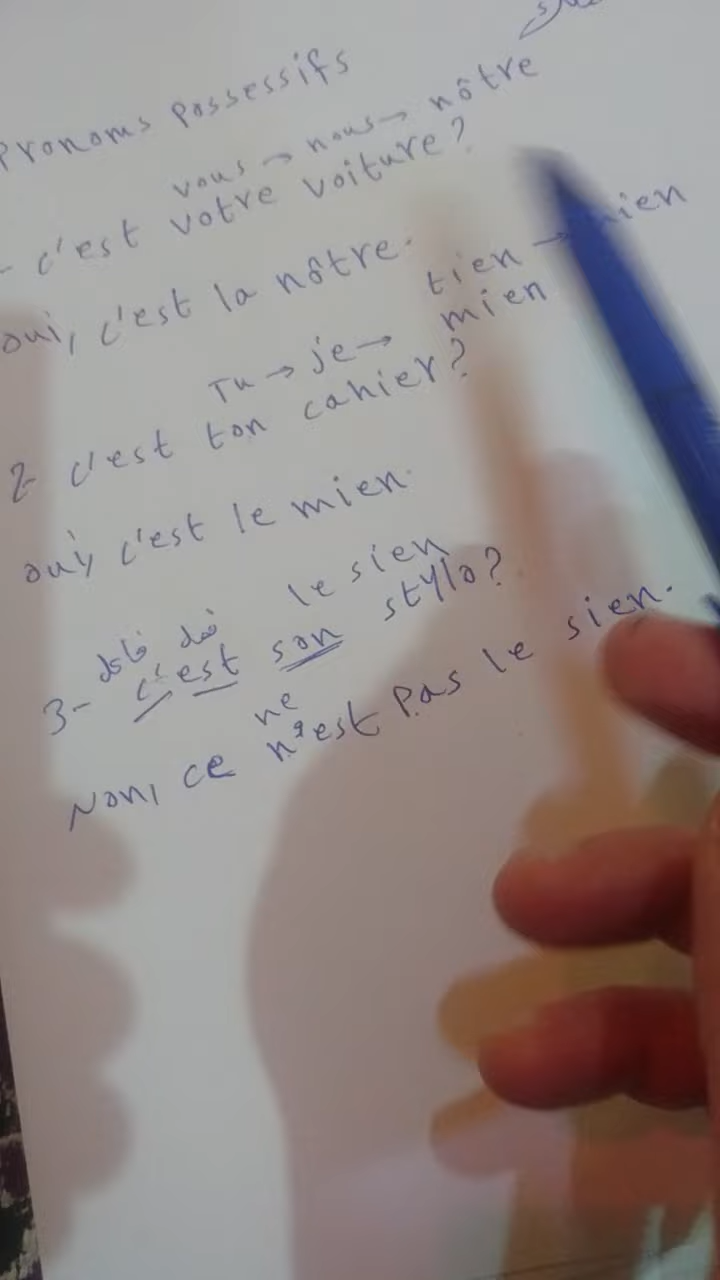 Pronoms possessifs
vous → nous → nôtre
- c'est votre voiture?
oui, c'est la nôtre.
tien →
Tu → je → mien
2- c'est ton cahier?
oui, c'est le mien.
le sien
3- c'est son stylo?
ne
Non, ce n'est pas le sien.